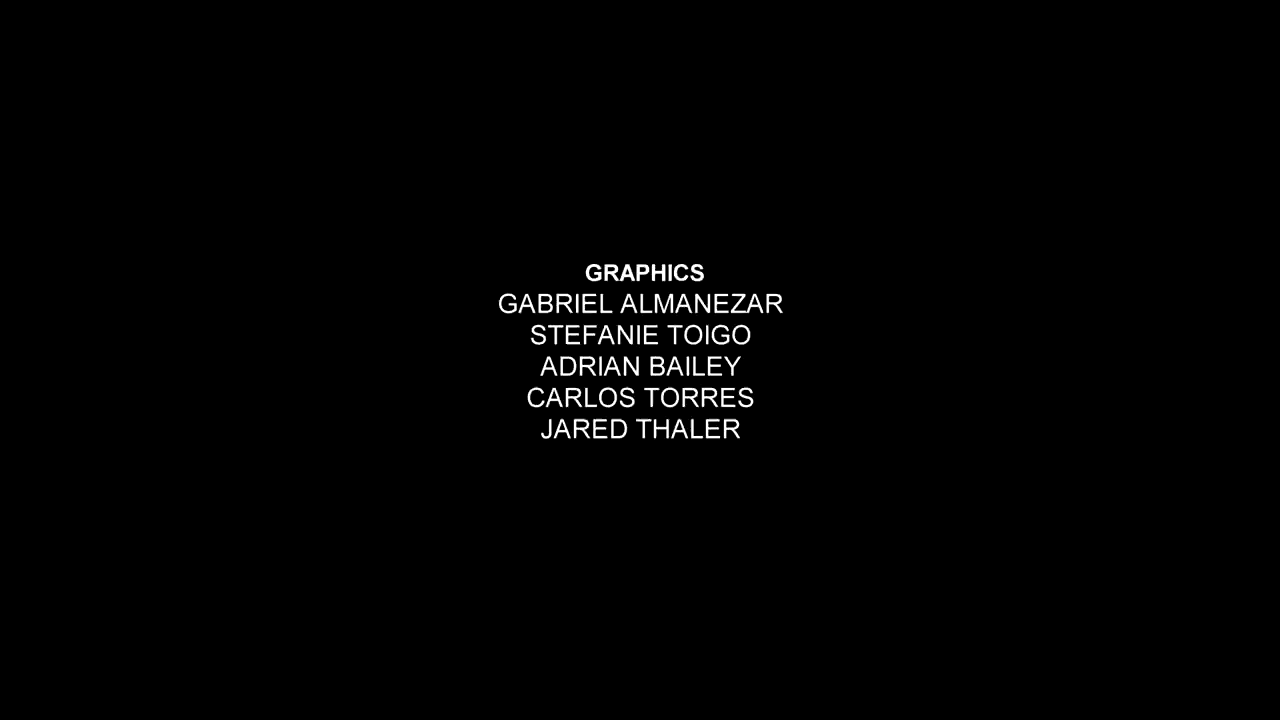 GRAPHICS
GABRIEL ALMANEZAR
STEFANIE TOIGO
ADRIAN BAILEY
CARLOS TORRES
JARED THALER